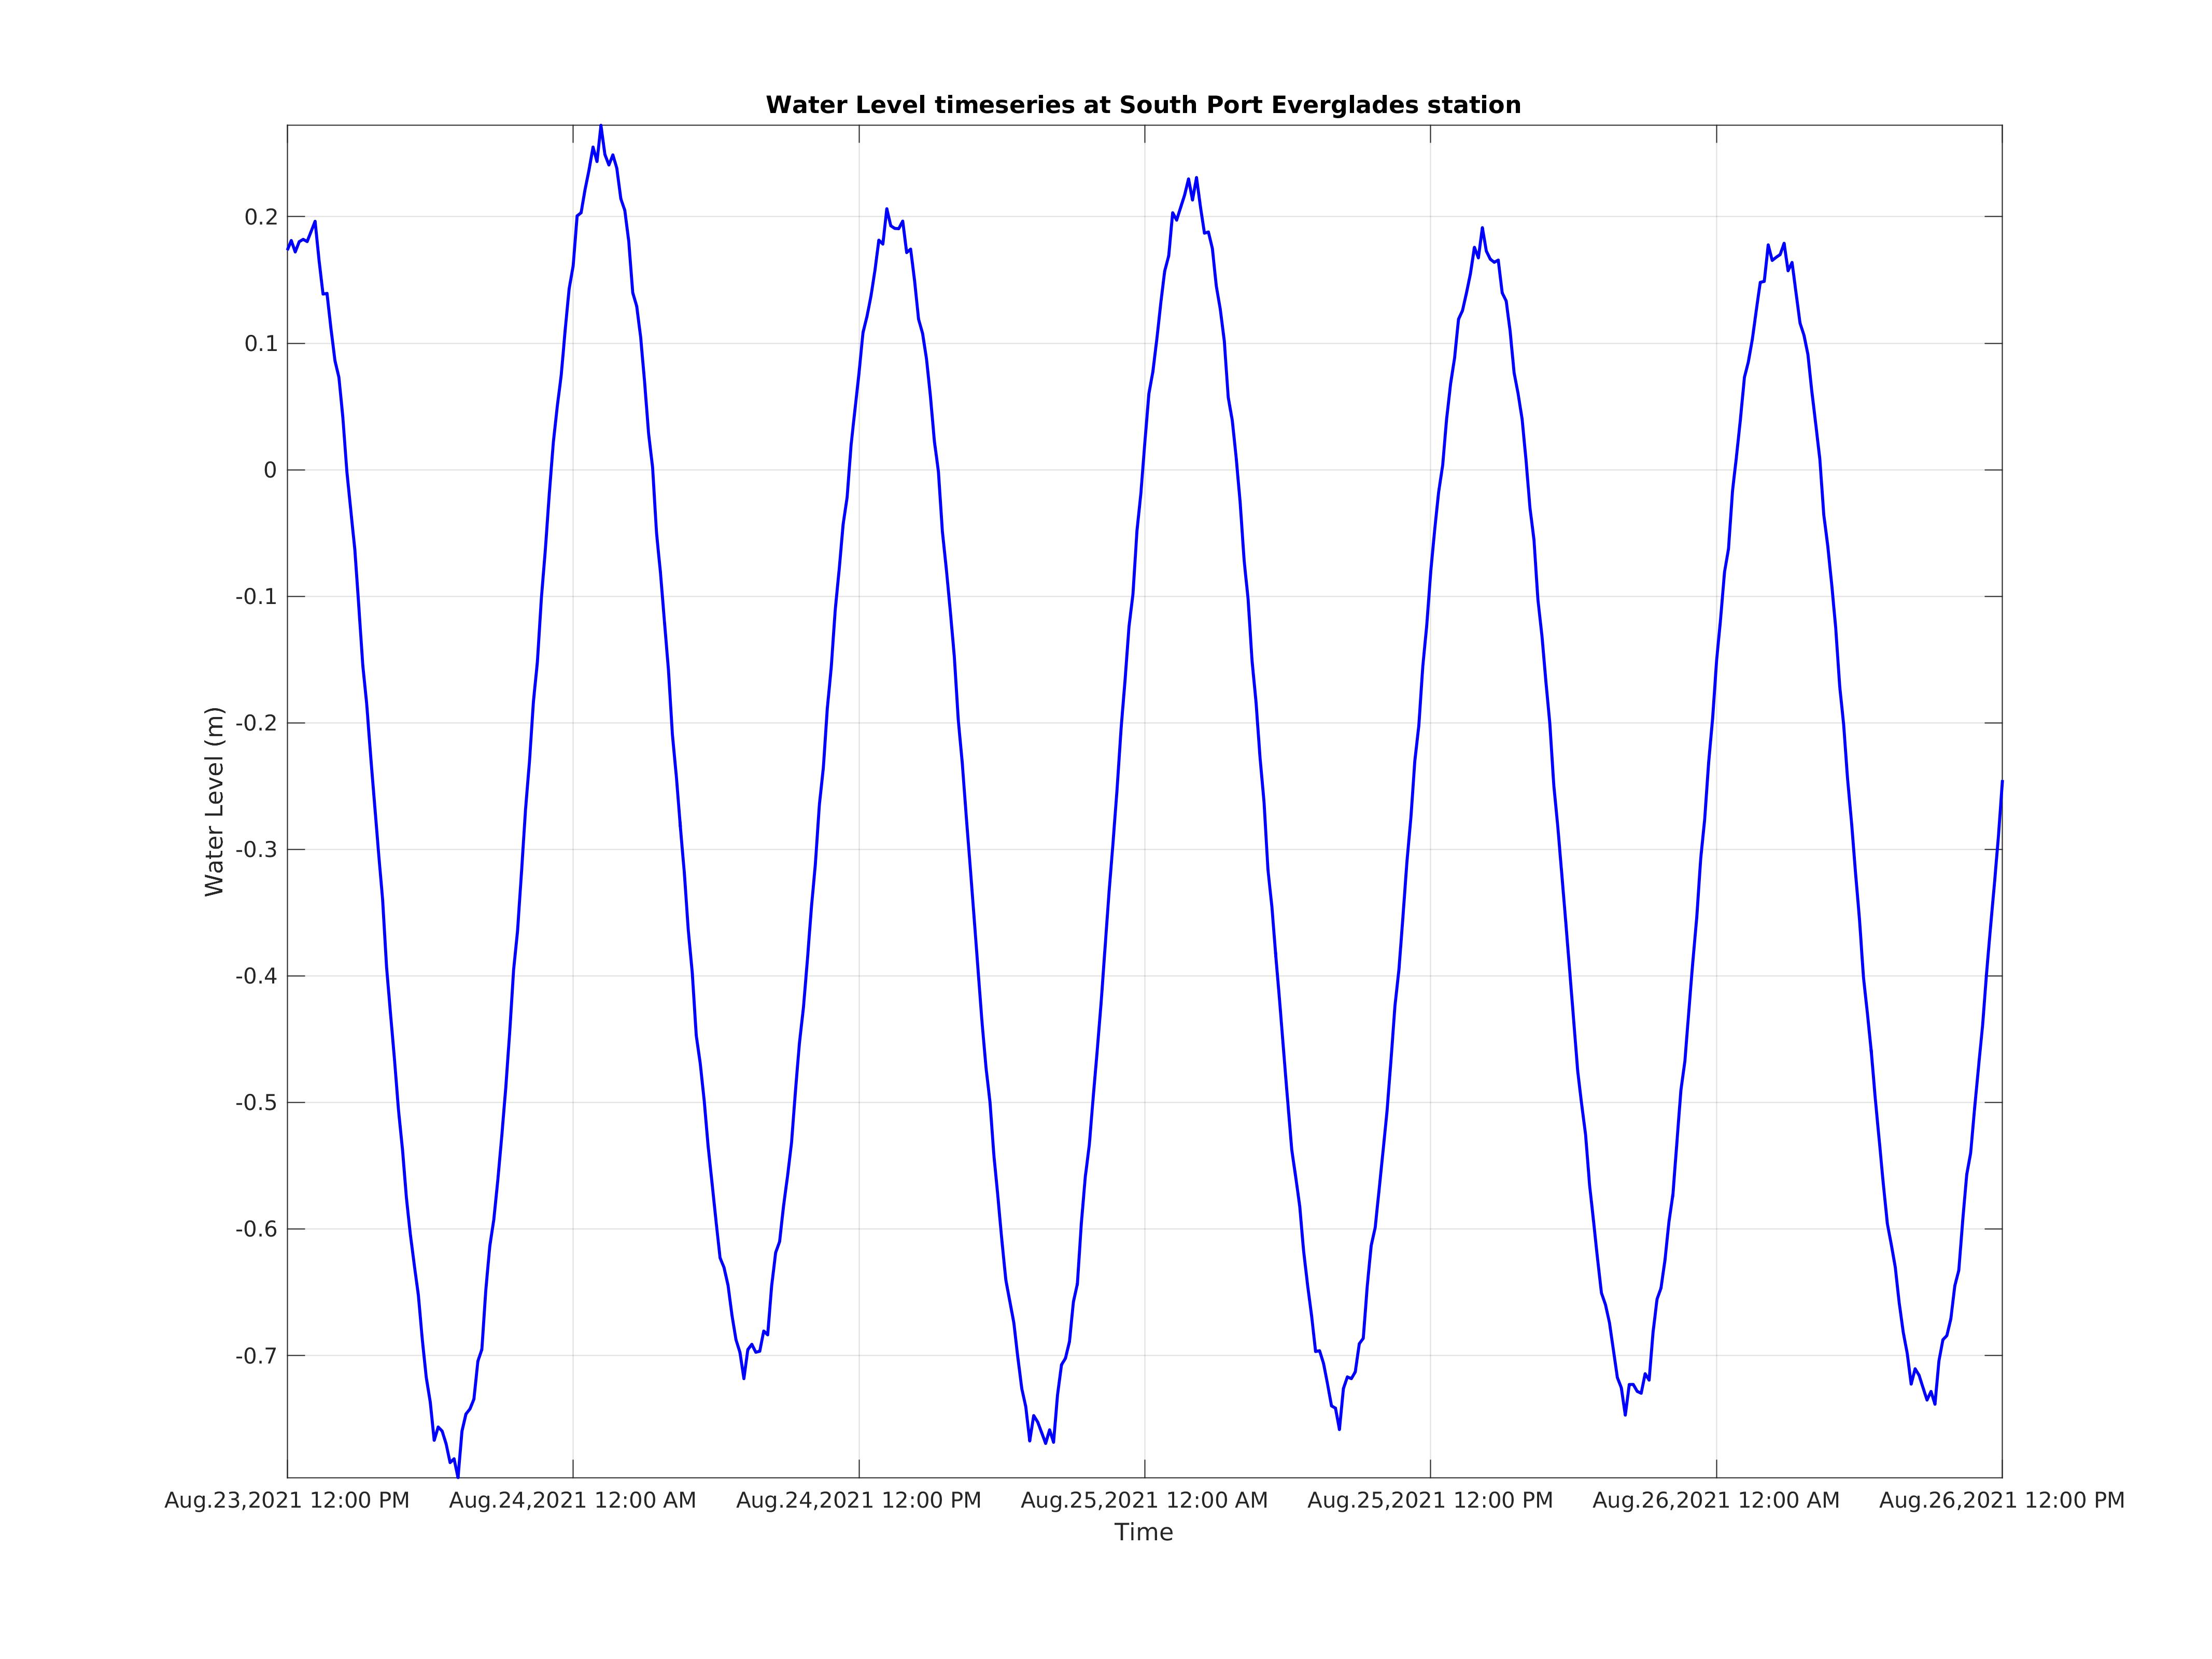 Water Level timeseries at South Port Everglades station
0.2
0.1
0
-0.1
-0.2
-0.3
-0.4
-0.5
-0.6
-0.7
Water Level (m)
Aug.23,2021 12:00 PM
Aug.24,2021 12:00 AM
Aug.24,2021 12:00 PM
Aug.25,2021 12:00 AM
Aug.25,2021 12:00 PM
Aug.26,2021 12:00 AM
Aug.26,2021 12:00 PM
Time